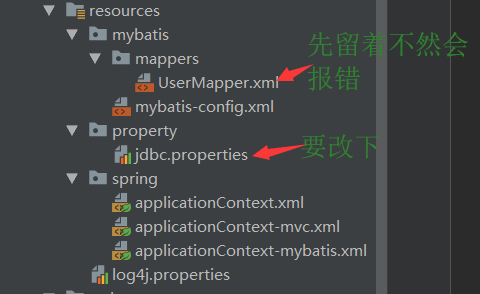 resources
mybatis
mappers
UserMapper.xml
mybatis-config.xml
property
jdbc.properties
spring
applicationContext.xml
applicationContext-mvc.xml
applicationContext-mybatis.xml
log4j.properties
先留着不然会
报错
要改下